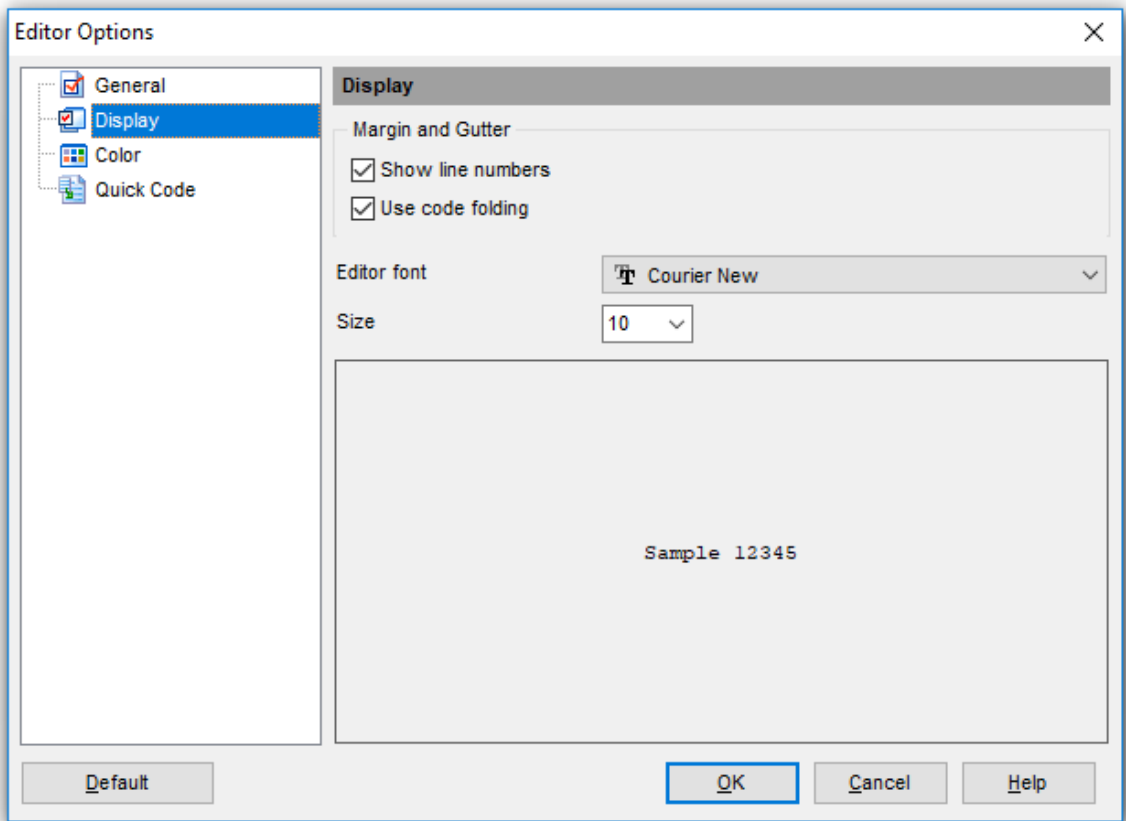 Editor Options
General
Display
Color
Quick Code
Display
Margin and Gutter
Show line numbers
Use code folding
Editor font
Courier New
Size
10
Sample 12345
Default
OK
Cancel
Help